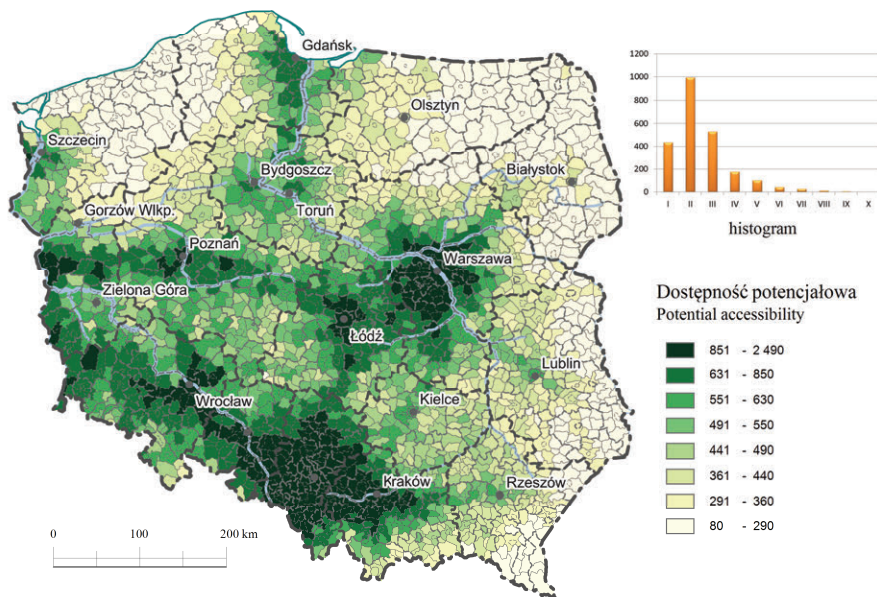 Gdańsk
Olsztyn
Szczecin
Bydgoszcz
Białystok
Gorzów Wlkp.
Toruń
Poznań
Warszawa
Zielona Góra
Łódź
Lublin
Wrocław
Kielce
Kraków
Rzeszów
0 100 200 km
1200
1000
800
600
400
200
0
I II III IV V VI VII VIII IX X
histogram
Dostępność potencjałowa
Potential accessibility
851 - 2 490
631 - 850
551 - 630
491 - 550
441 - 490
361 - 440
291 - 360
80 - 290